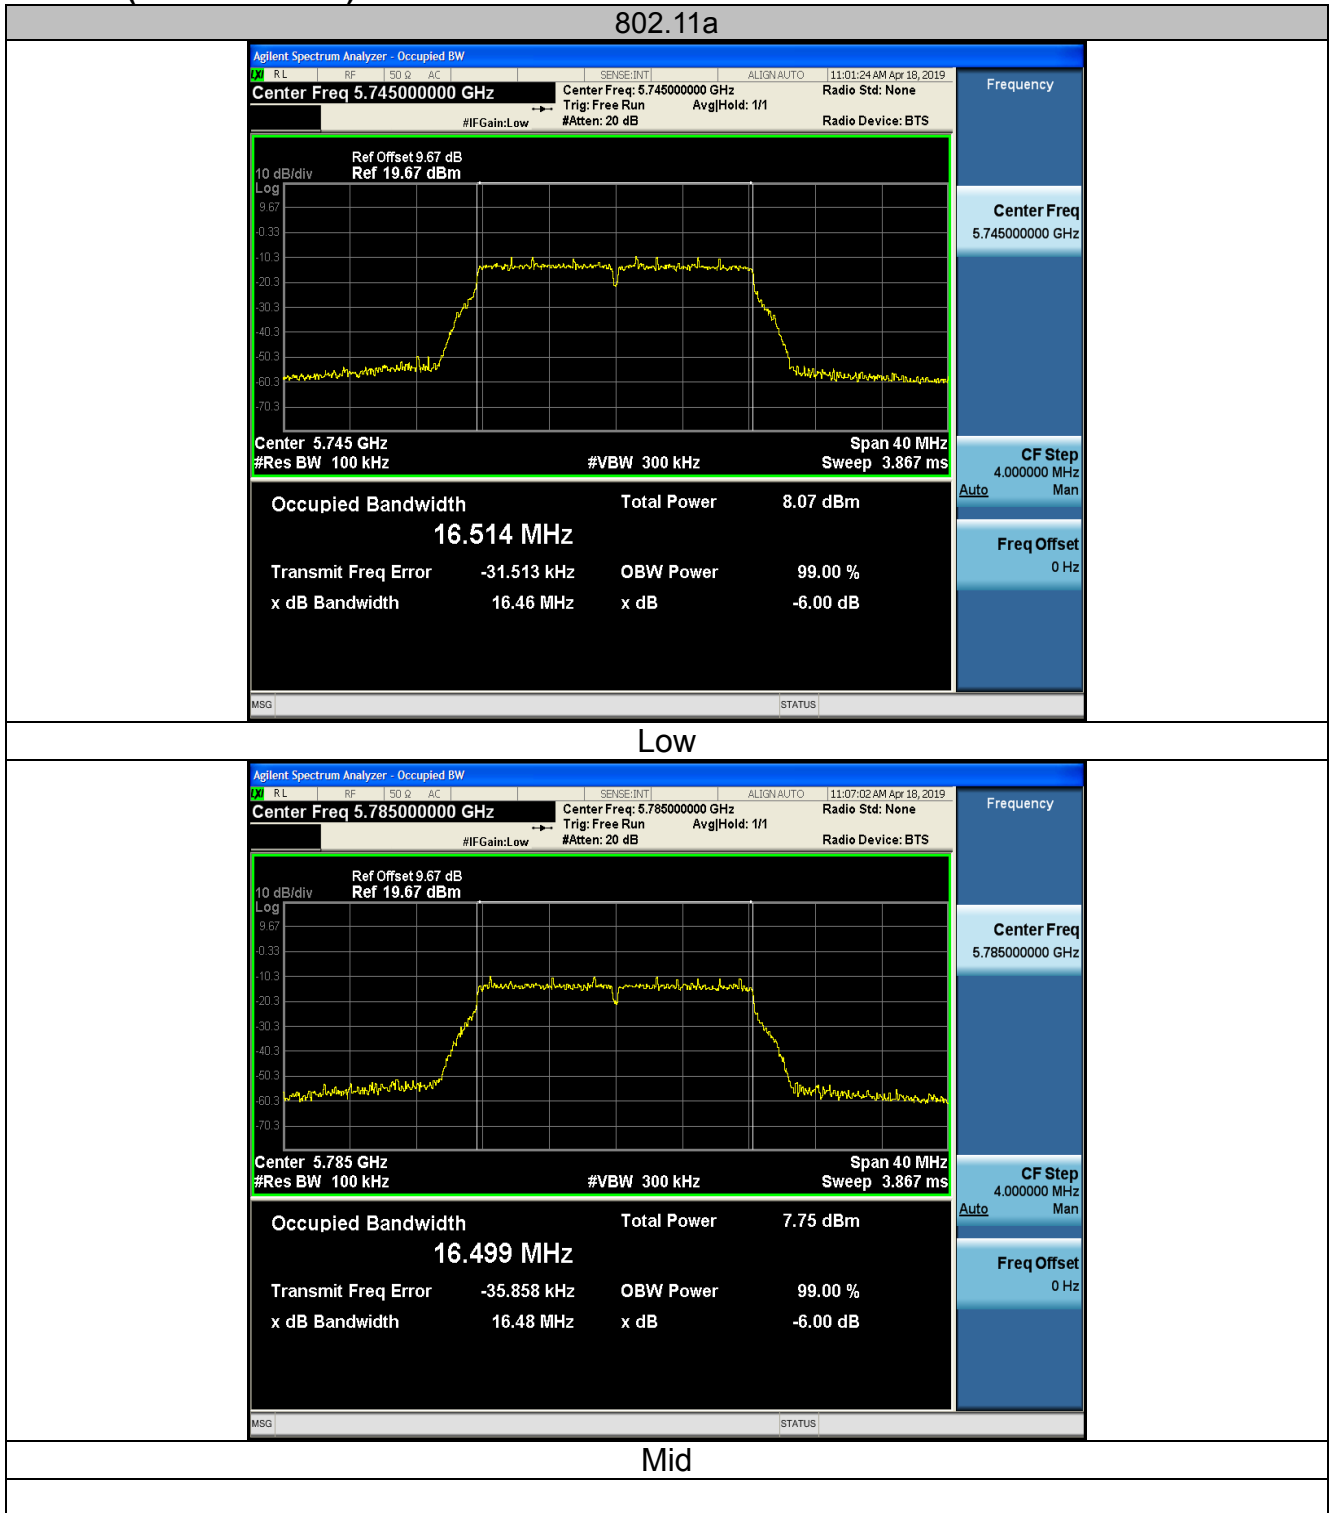 802.11a
Agilent Spectrum Analyzer - Occupied BW
LXI RL RF 50 Ω AC SENSE:INT ALIGN AUTO 11:01:24 AM Apr 18, 2019
Center Freq 5.745000000 GHz Center Freq: 5.745000000 GHz Radio Std: None
Trig: Free Run Avg|Hold: 1/1
#IFGain:Low #Atten: 20 dB Radio Device: BTS
Frequency
Ref Offset 9.67 dB
10 dB/div Ref 19.67 dBm
Log
9.67
-0.33
-10.3
-20.3
-30.3
-40.3
-50.3
-60.3
-70.3
Center 5.745 GHz Span 40 MHz
#Res BW 100 kHz #VBW 300 kHz Sweep 3.867 ms
Center Freq
5.745000000 GHz
CF Step
4.000000 MHz
Auto Man
Freq Offset
0 Hz
Occupied Bandwidth Total Power 8.07 dBm
16.514 MHz
Transmit Freq Error -31.513 kHz OBW Power 99.00 %
x dB Bandwidth 16.46 MHz x dB -6.00 dB
MSG STATUS
Low
Agilent Spectrum Analyzer - Occupied BW
LXI RL RF 50 Ω AC SENSE:INT ALIGN AUTO 11:07:02 AM Apr 18, 2019
Center Freq 5.785000000 GHz Center Freq: 5.785000000 GHz Radio Std: None
Trig: Free Run Avg|Hold: 1/1
#IFGain:Low #Atten: 20 dB Radio Device: BTS
Frequency
Ref Offset 9.67 dB
10 dB/div Ref 19.67 dBm
Log
9.67
-0.33
-10.3
-20.3
-30.3
-40.3
-50.3
-60.3
-70.3
Center 5.785 GHz Span 40 MHz
#Res BW 100 kHz #VBW 300 kHz Sweep 3.867 ms
Center Freq
5.785000000 GHz
CF Step
4.000000 MHz
Auto Man
Freq Offset
0 Hz
Occupied Bandwidth Total Power 7.75 dBm
16.499 MHz
Transmit Freq Error -35.858 kHz OBW Power 99.00 %
x dB Bandwidth 16.48 MHz x dB -6.00 dB
MSG STATUS
Mid